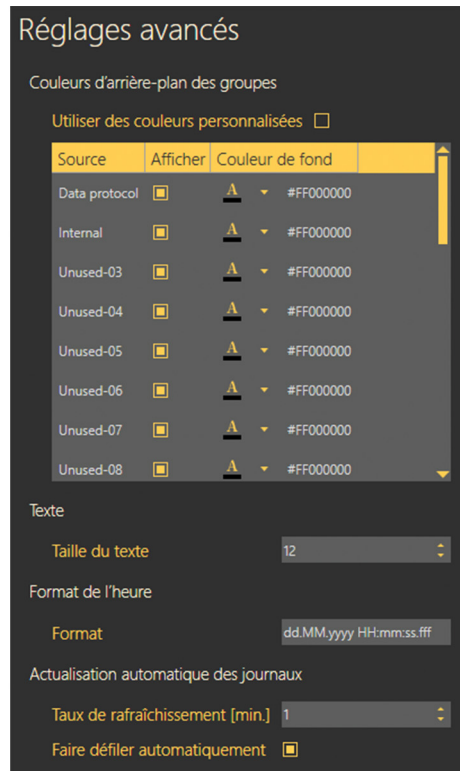 Réglages avancés
Couleurs d'arrière-plan des groupes
Utiliser des couleurs personnalisées
Source Afficher Couleur de fond
Data protocol A #FF000000
Internal A #FF000000
Unused-03 A #FF000000
Unused-04 A #FF000000
Unused-05 A #FF000000
Unused-06 A #FF000000
Unused-07 A #FF000000
Unused-08 A #FF000000
Texte
Taille du texte 12
Format de l'heure
Format dd.MM.yyyy HH:mm:ss.fff
Actualisation automatique des journaux
Taux de rafraîchissement [min.] 1
Faire défiler automatiquement